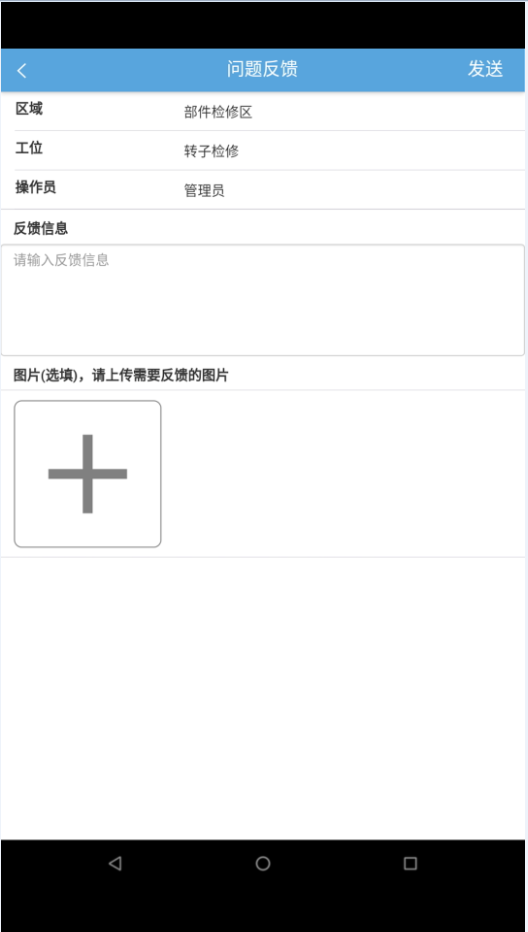 问题反馈 发送
区域 部件检修区
工位 转子检修
操作员 管理员
反馈信息
请输入反馈信息
图片(选填)，请上传需要反馈的图片